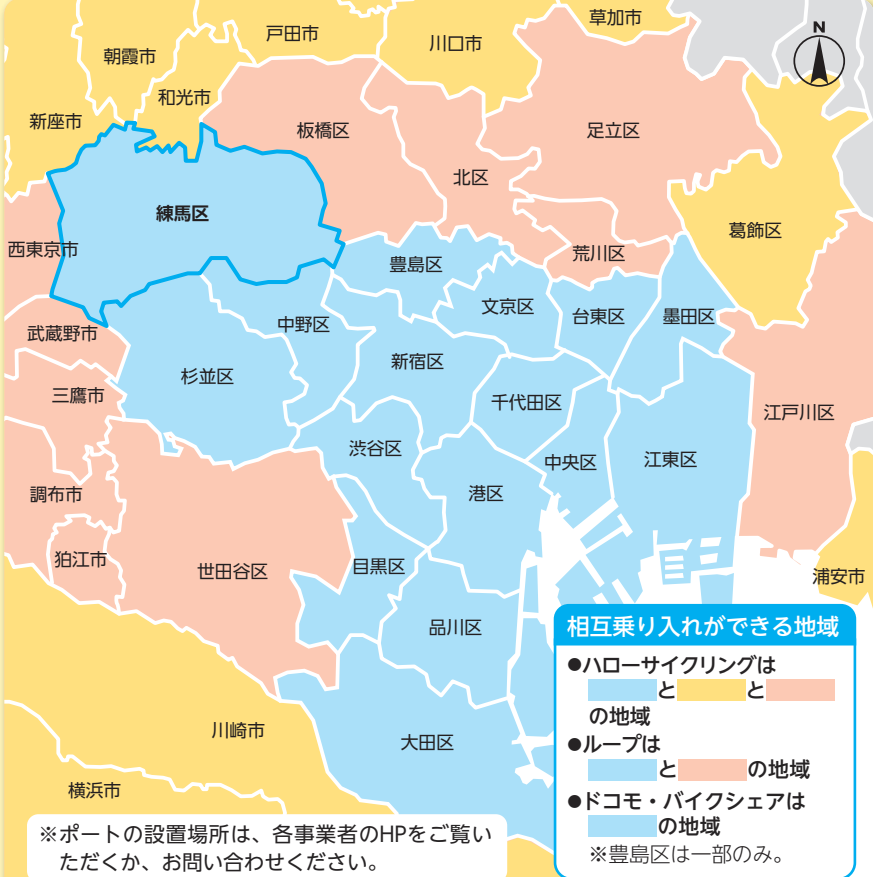 草加市
戸田市
川口市
N
朝霞市
和光市
新座市
板橋区
足立区
北区
練馬区
葛飾区
西東京市
豊島区
荒川区
文京区
台東区
墨田区
武蔵野市
中野区
新宿区
杉並区
三鷹市
千代田区
江戸川区
渋谷区
中央区
江東区
調布市
港区
狛江市
世田谷区
目黒区
浦安市
品川区
川崎市
大田区
横浜市
相互乗り入れができる地域
●ハローサイクリングは
と と
の地域
●ループは
と の地域
●ドコモ・バイクシェアは
の地域
※豊島区は一部のみ。
※ポートの設置場所は、各事業者のHPをご覧い
ただくか、お問い合わせください。